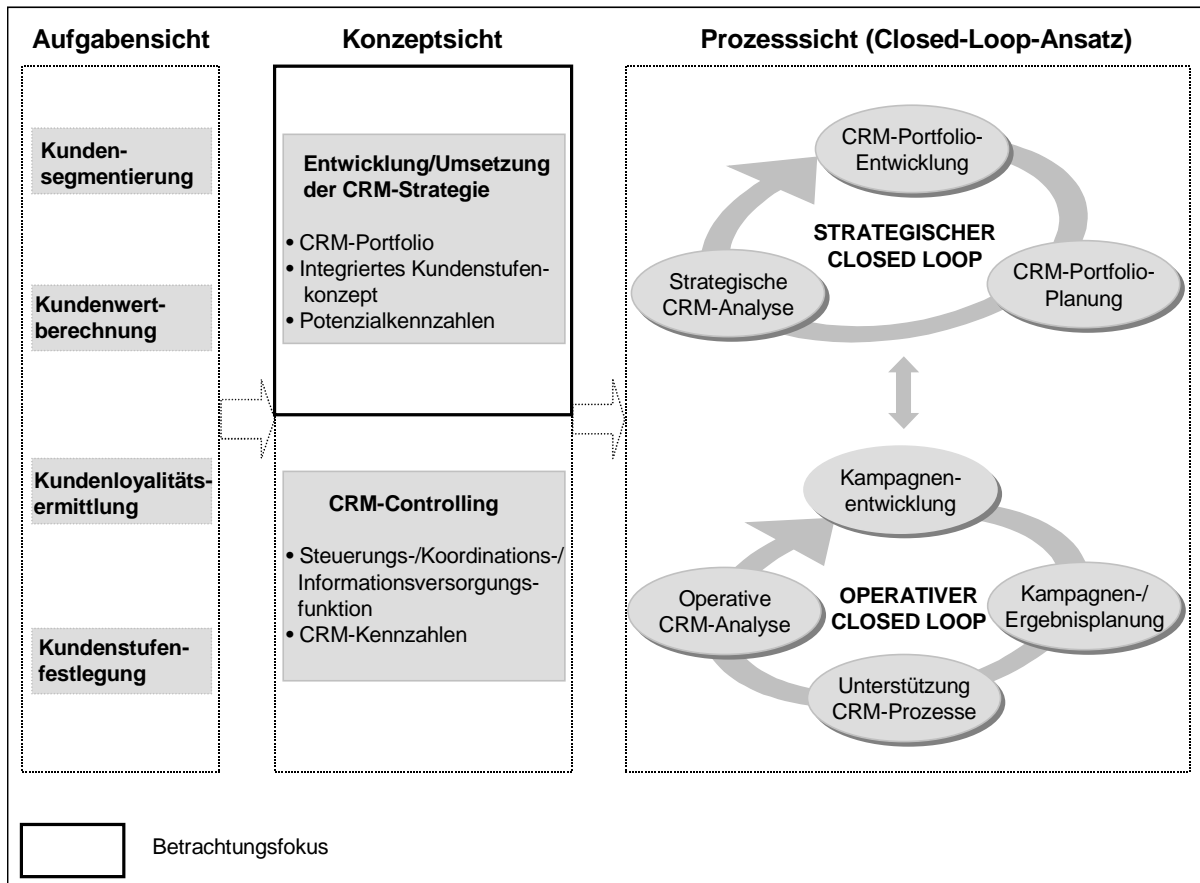 Aufgabensicht
Konzeptsicht
Prozesssicht (Closed-Loop-Ansatz)
Kunden-
segmentierung
Kundenwert-
berechnung
Kundenloyalitäts-
ermittlung
Kundenstufen-
festlegung
Entwicklung/Umsetzung
der CRM-Strategie
• CRM-Portfolio
• Integriertes Kundenstufen-
konzept
• Potenzialkennzahlen
CRM-Controlling
• Steuerungs-/Koordinations-/
Informationsversorgungs-
funktion
• CRM-Kennzahlen
CRM-Portfolio-
Entwicklung
STRATEGISCHER
CLOSED LOOP
Strategische
CRM-Analyse
CRM-Portfolio-
Planung
Kampagnen-
entwicklung
Operative
CRM-Analyse
OPERATIVER
CLOSED LOOP
Kampagnen-/
Ergebnisplanung
Unterstützung
CRM-Prozesse
Betrachtungsfokus